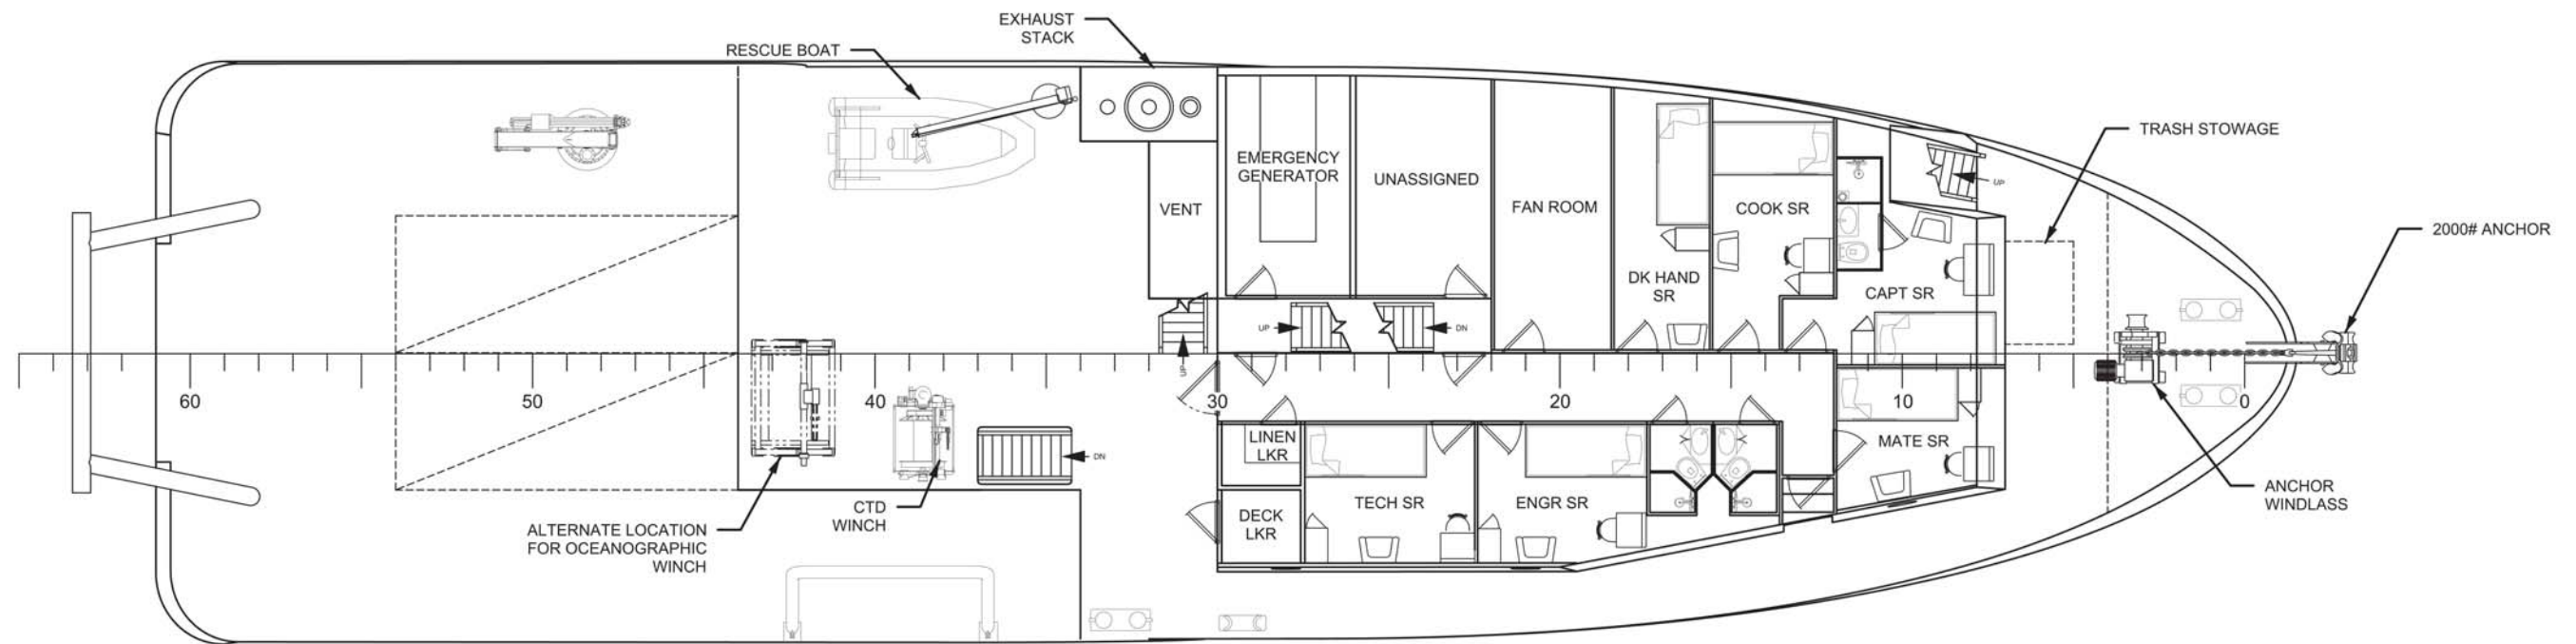 EXHAUST
STACK
RESCUE BOAT
TRASH STOWAGE
EMERGENCY
GENERATOR
UNASSIGNED
VENT
FAN ROOM
COOK SR
UP
2000# ANCHOR
DK HAND
SR
CAPT SR
UP
DN
UP
60
50
40
30
20
10
0
LINEN
LKR
MATE SR
DN
TECH SR
ENGR SR
DECK
LKR
CTD
WINCH
ALTERNATE LOCATION
FOR OCEANOGRAPHIC
WINCH
ANCHOR
WINDLASS